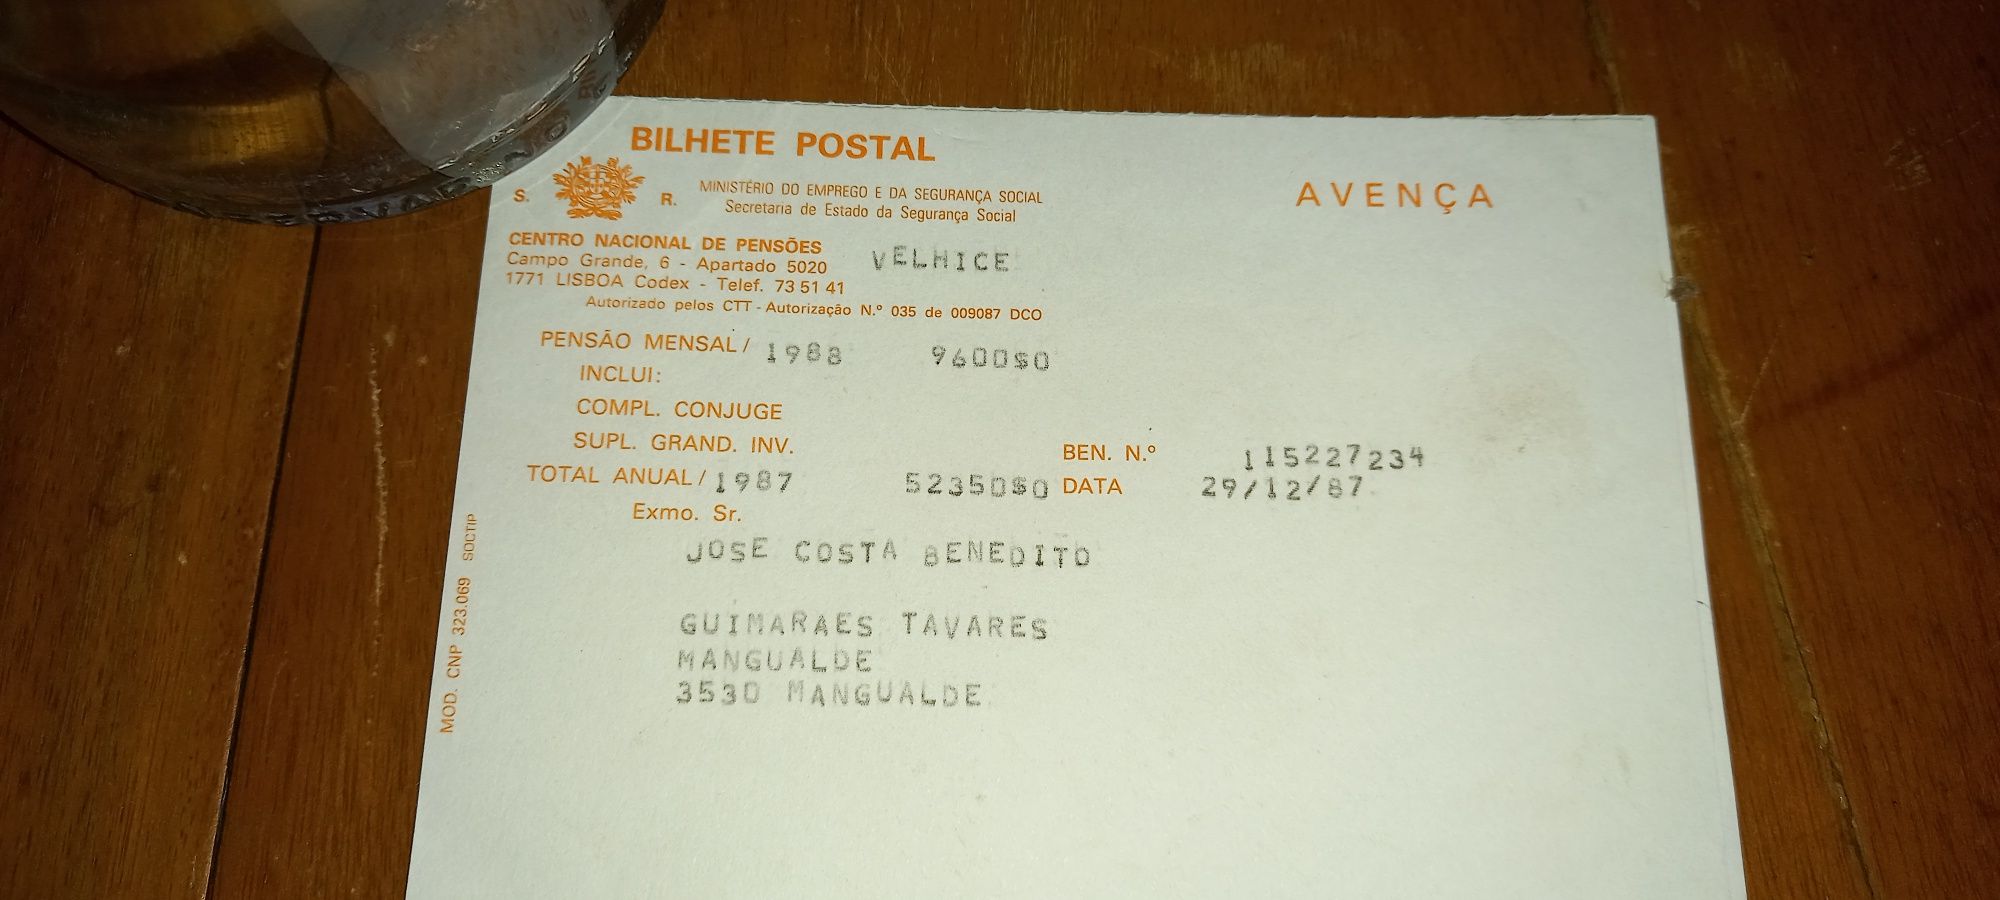 BILHETE POSTAL
S. R.
MINISTÉRIO DO EMPREGO E DA SEGURANÇA SOCIAL
Secretaria de Estado da Segurança Social
AVENÇA
CENTRO NACIONAL DE PENSÕES
Campo Grande, 6 - Apartado 5020
1771 LISBOA Codex - Telef. 73 51 41
VELHICE
Autorizado pelos CTT - Autorização N.º 035 de 009087 DCO
PENSÃO MENSAL / 1988 9600$0
INCLUI:
COMPL. CONJUGE
SUPL. GRAND. INV.
BEN. N.º 115227234
TOTAL ANUAL / 1987 52350$0 DATA 29/12/87
Exmo. Sr.
JOSE COSTA BENEDITO
GUIMARAES TAVARES
MANGUALDE
3530 MANGUALDE
MOD. CNP 323.069 SOCTIP